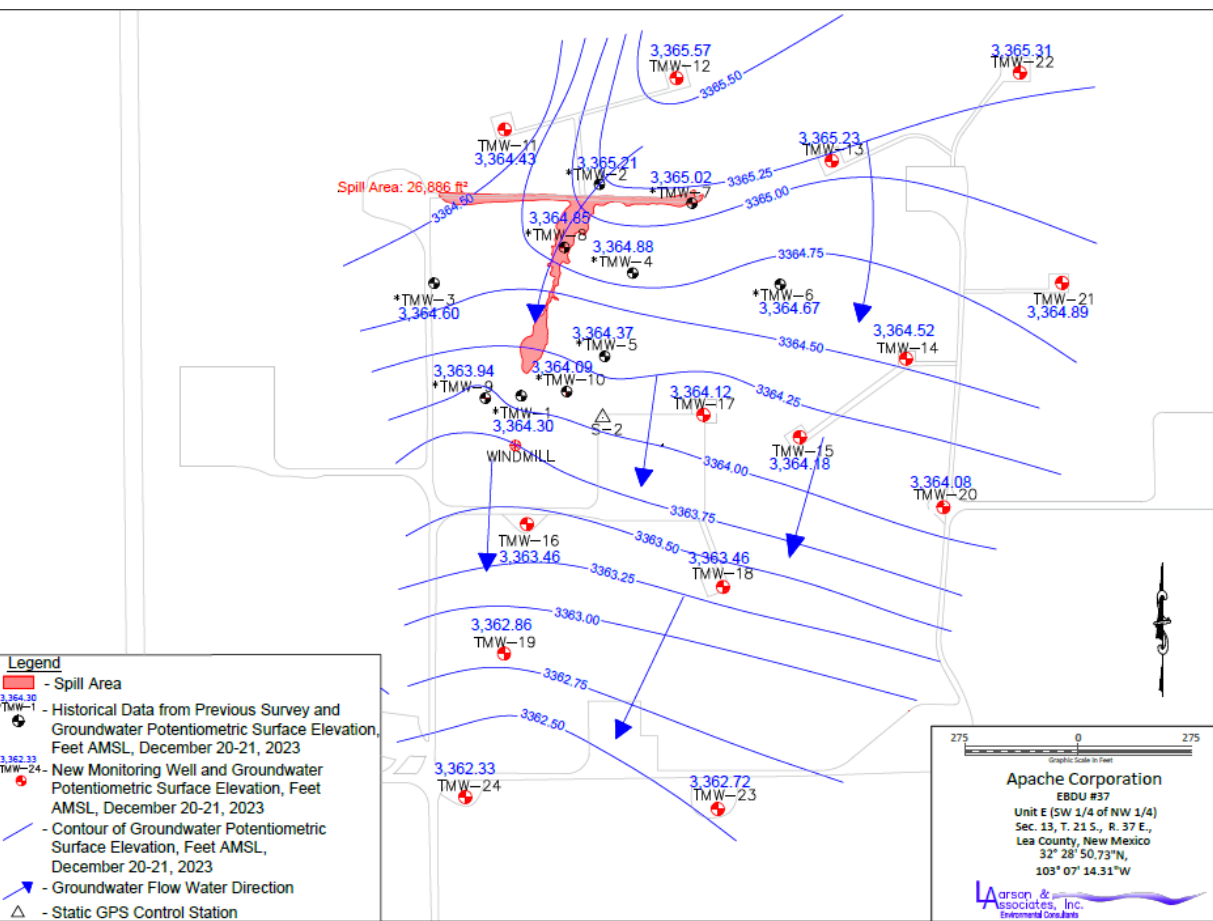 3,365.57
TMW-12
3,365.31
TMW-22
3365.50
TMW-11
3,364.43
3,365.23
TMW-13
3,365.21
*TMW-2
3,365.02
*TMW-7
3365.25
3365.00
Spill Area: 26,886 ft²
3364.50
3,364.85
*TMW-8
3,364.88
*TMW-4
3364.75
*TMW-3
3,364.60
*TMW-6
3,364.67
TMW-21
3,364.89
3,364.52
TMW-14
3,364.37
*TMW-5
3364.50
3,363.94
*TMW-9
3,364.09
*TMW-10
3364.25
*TMW-1
3,364.30
3,364.12
TMW-17
S-2
WINDMILL
TMW-15
3,364.18
3364.00
3,364.08
TMW-20
3363.75
TMW-16
3,363.46
3363.50
3,363.46
TMW-18
3363.25
3363.00
3,362.86
TMW-19
3362.75
3362.50
3,362.33
TMW-24
3,362.72
TMW-23
Legend
- Spill Area
3,364.30
*TMW-1
- Historical Data from Previous Survey and
Groundwater Potentiometric Surface Elevation,
Feet AMSL, December 20-21, 2023
3,362.33
TMW-24
- New Monitoring Well and Groundwater
Potentiometric Surface Elevation, Feet
AMSL, December 20-21, 2023
- Contour of Groundwater Potentiometric
Surface Elevation, Feet AMSL,
December 20-21, 2023
- Groundwater Flow Water Direction
- Static GPS Control Station
275 0 275
Graphic Scale in Feet
Apache Corporation
EBDU #37
Unit E (SW 1/4 of NW 1/4)
Sec. 13, T. 21 S., R. 37 E.,
Lea County, New Mexico
32° 28' 50.73"N,
103° 07' 14.31"W
Larson &
Associates, Inc.
Environmental Consultants